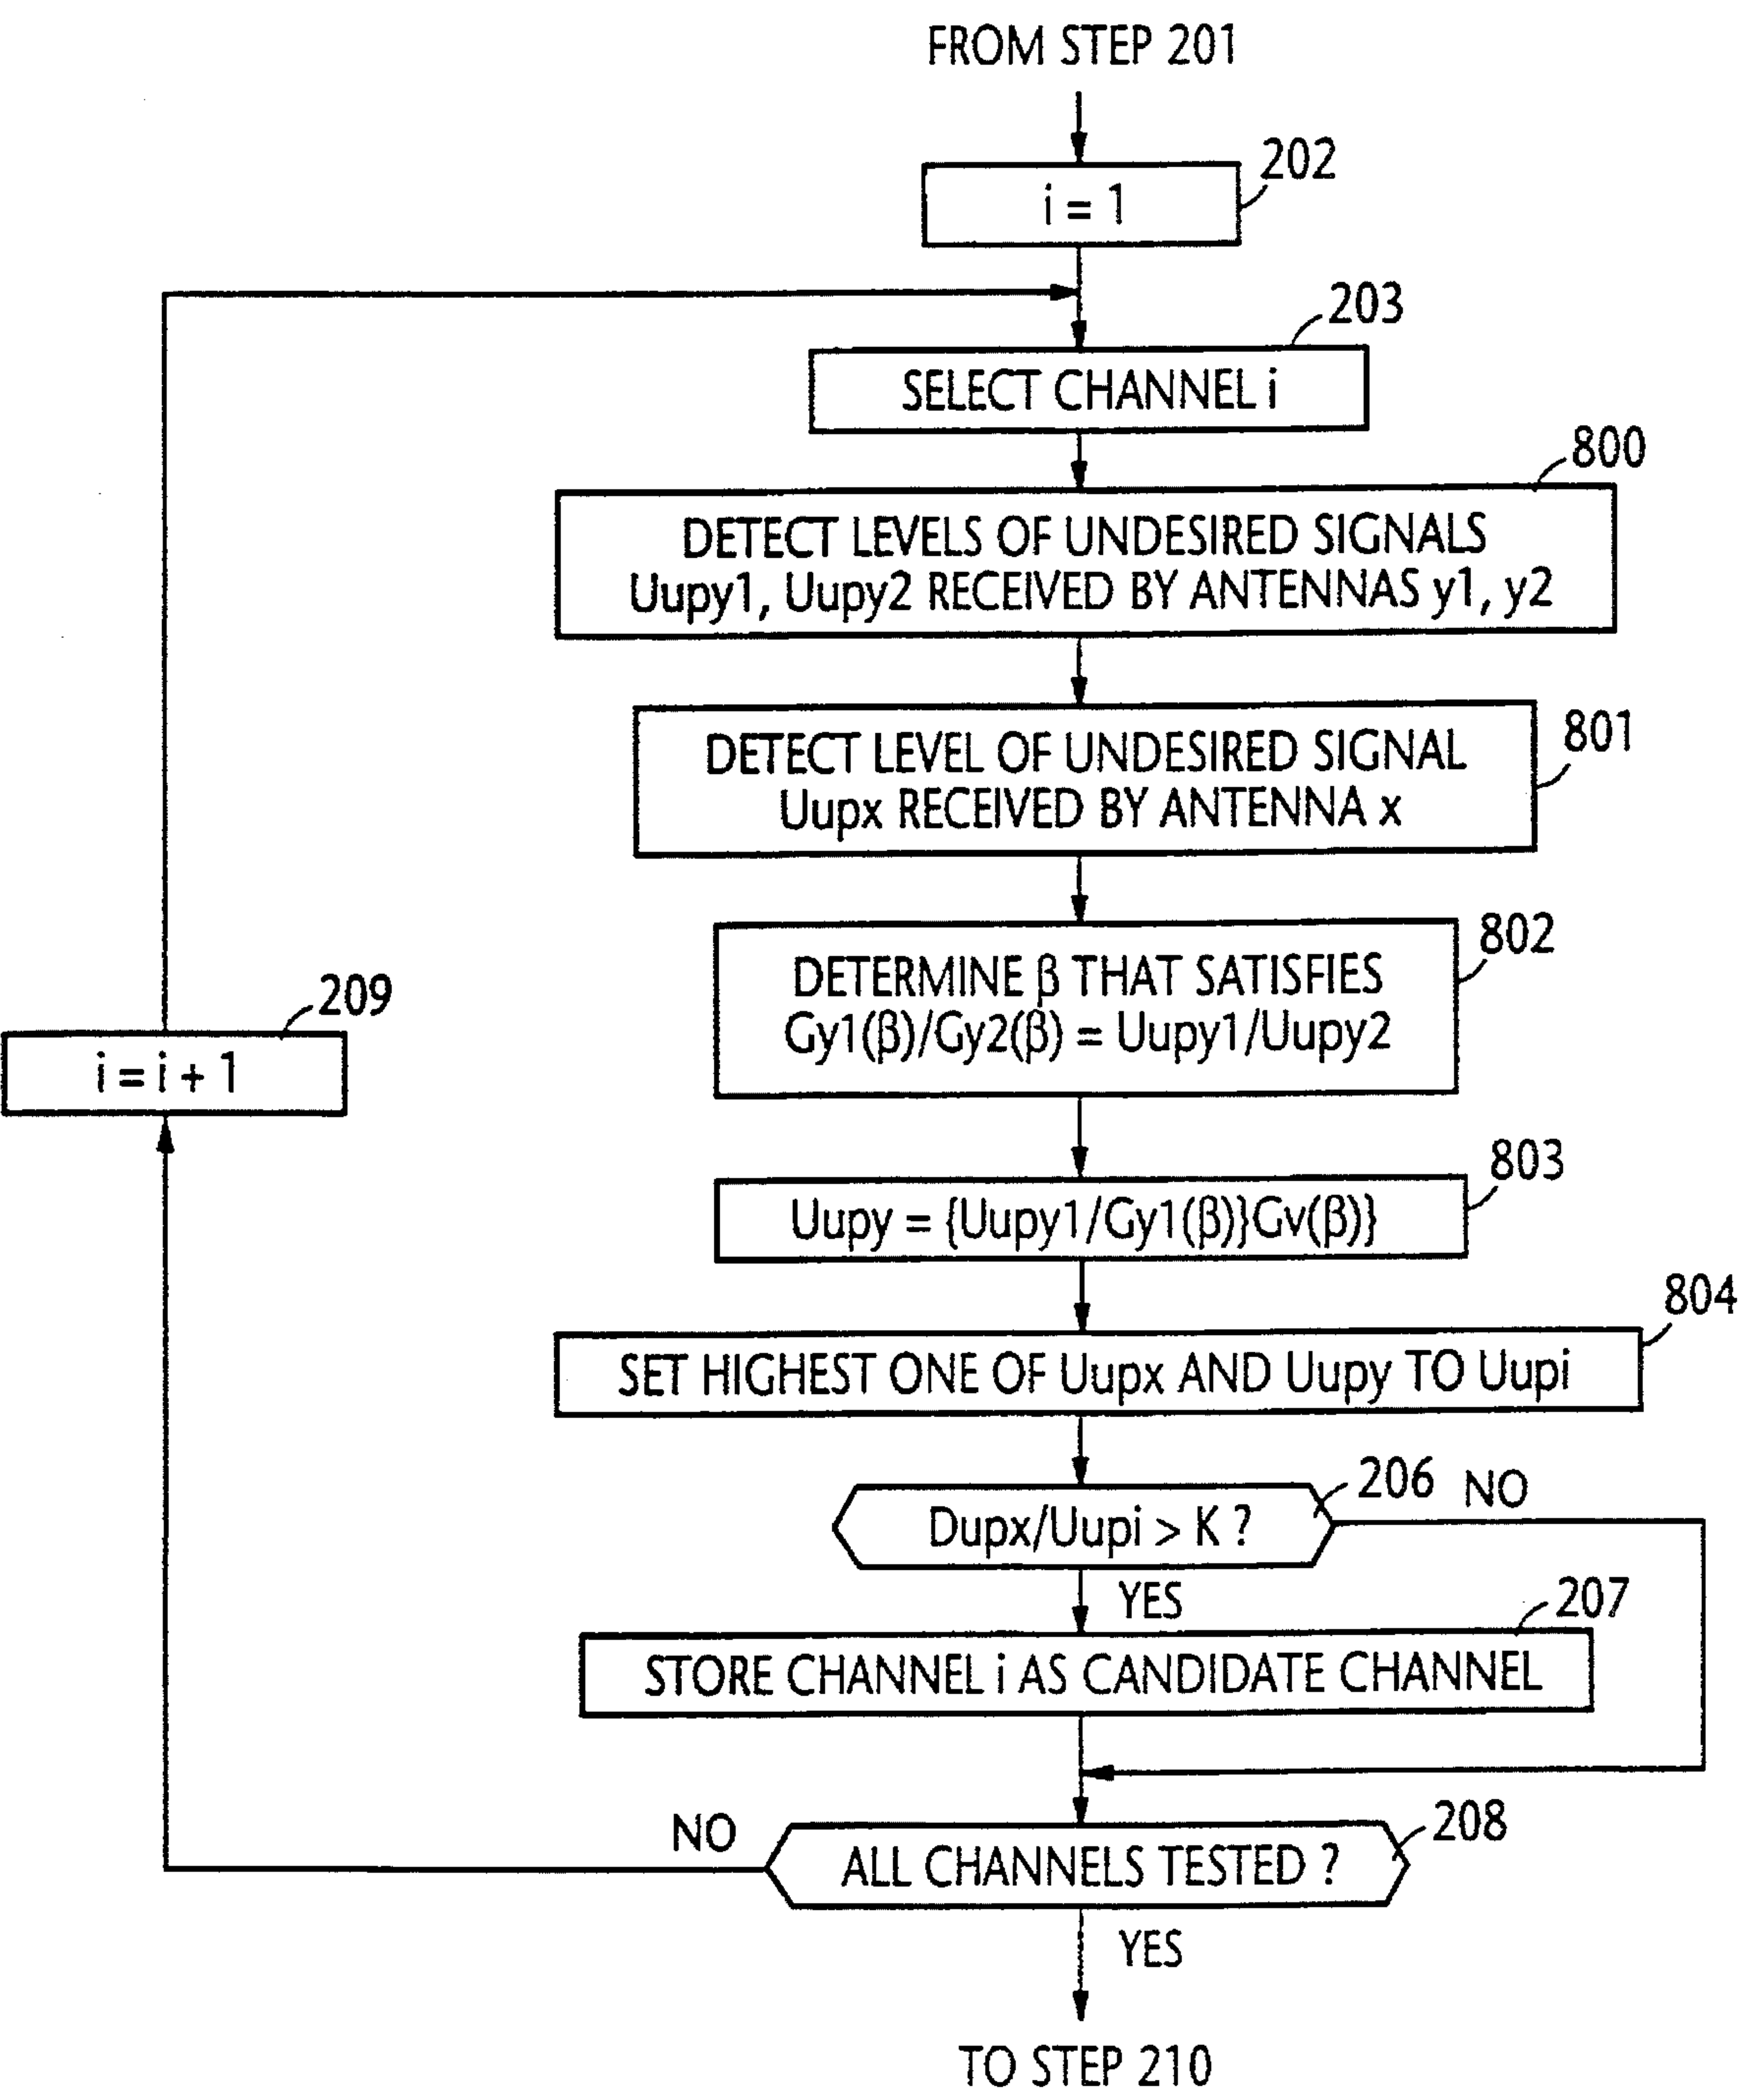 FROM STEP 201
202
i = 1
203
SELECT CHANNEL i
800
DETECT LEVELS OF UNDESIRED SIGNALS
Uupy1, Uupy2 RECEIVED BY ANTENNAS y1, y2
801
DETECT LEVEL OF UNDESIRED SIGNAL
Uupx RECEIVED BY ANTENNA x
802
DETERMINE β THAT SATISFIES
Gy1(β)/Gy2(β) = Uupy1/Uupy2
209
i = i + 1
803
Uupy = {Uupy1/Gy1(β)}Gv(β)}
804
SET HIGHEST ONE OF Uupx AND Uupy TO Uupi
206
NO
Dupx/Uupi > K ?
YES
207
STORE CHANNEL i AS CANDIDATE CHANNEL
NO
208
ALL CHANNELS TESTED ?
YES
TO STEP 210